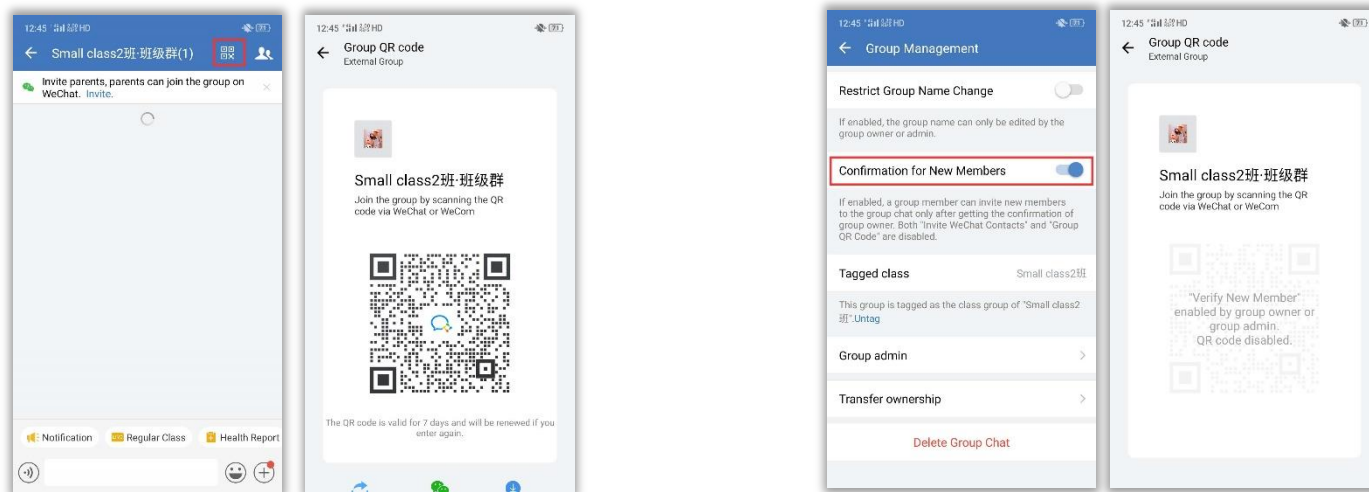 12:45
HD
Small class2班·班级群(1)
Invite parents, parents can join the group on
WeChat. Invite.
Notification
Regular Class
Health Report
12:45
HD
Group QR code
External Group
Small class2班·班级群
Join the group by scanning the QR
code via WeChat or WeCom
The QR code is valid for 7 days and will be renewed if you
enter again.
12:45
HD
Group Management
Restrict Group Name Change
If enabled, the group name can only be edited by the
group owner or admin.
Confirmation for New Members
If enabled, a group member can invite new members
to the group chat only after getting the confirmation of
group owner. Both "Invite WeChat Contacts" and "Group
QR Code" are disabled.
Tagged class
Small class2班
This group is tagged as the class group of "Small class2
班".Untag
Group admin
Transfer ownership
Delete Group Chat
12:45
HD
Group QR code
External Group
Small class2班·班级群
Join the group by scanning the QR
code via WeChat or WeCom
"Verify New Member"
enabled by group owner or
group admin.
QR code disabled.